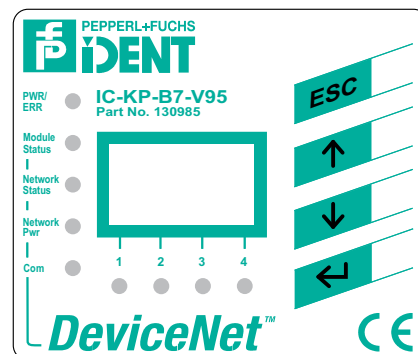 PEPPERL+FUCHS
IDENT
PWR/
ERR
IC-KP-B7-V95
Part No. 130985
ESC
Module
Status
Network
Status
Network
Pwr
Com
1 2 3 4
DeviceNet™
CE